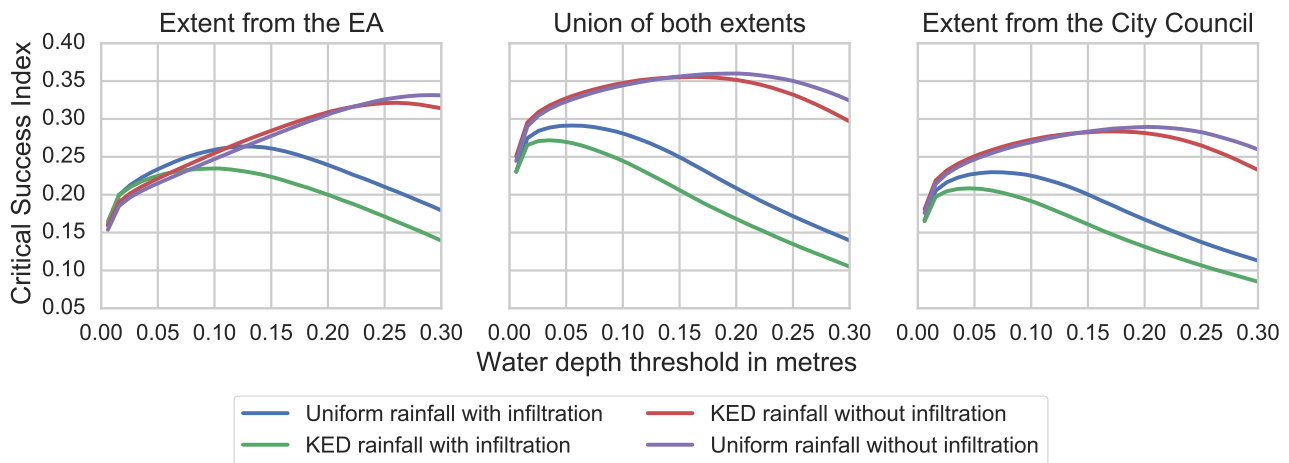 Extent from the EA
Union of both extents
Extent from the City Council
Critical Success Index
0.40
0.35
0.30
0.25
0.20
0.15
0.10
0.05
0.00 0.05 0.10 0.15 0.20 0.25 0.30
0.00 0.05 0.10 0.15 0.20 0.25 0.30
0.00 0.05 0.10 0.15 0.20 0.25 0.30
Water depth threshold in metres
Uniform rainfall with infiltration
KED rainfall without infiltration
KED rainfall with infiltration
Uniform rainfall without infiltration